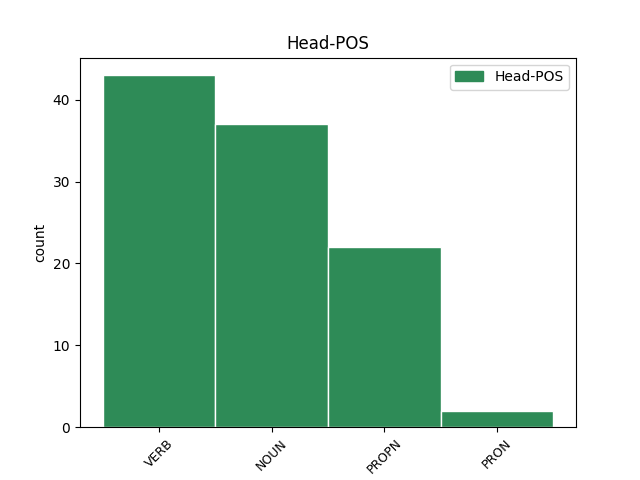 Head-POS
Head-POS
40
30
20
10
0
count
VERB
NOUN
PROPN
PRON